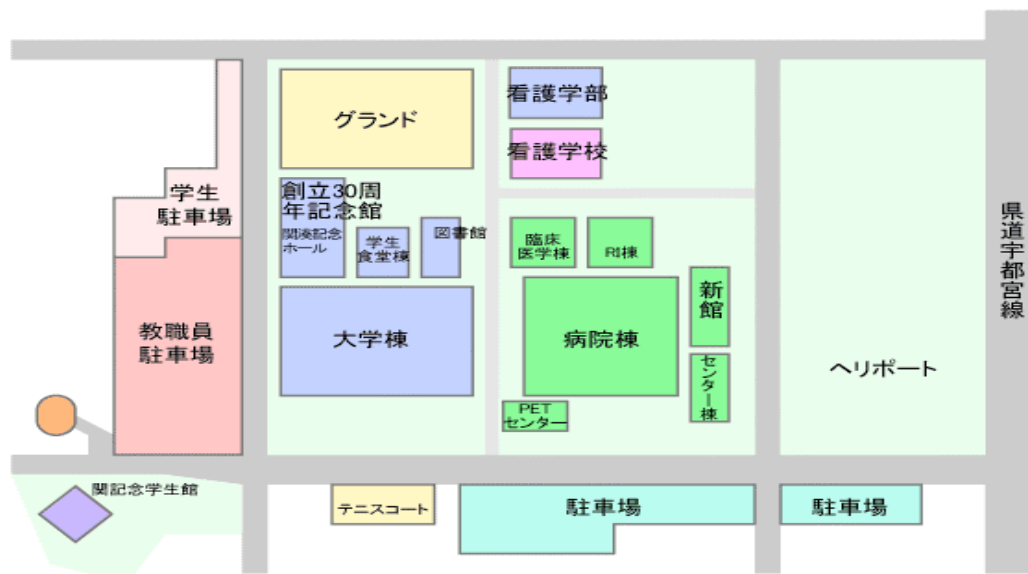 グランド
看護学部
看護学校
学生
駐車場
創立30周
年記念館
関湊記念
ホール
学生
食堂棟
図書館
臨床
医学棟
RI棟
県道宇都宮線
教職員
駐車場
大学棟
病院棟
新館
センター棟
ヘリポート
PET
センター
関記念学生館
テニスコート
駐車場
駐車場